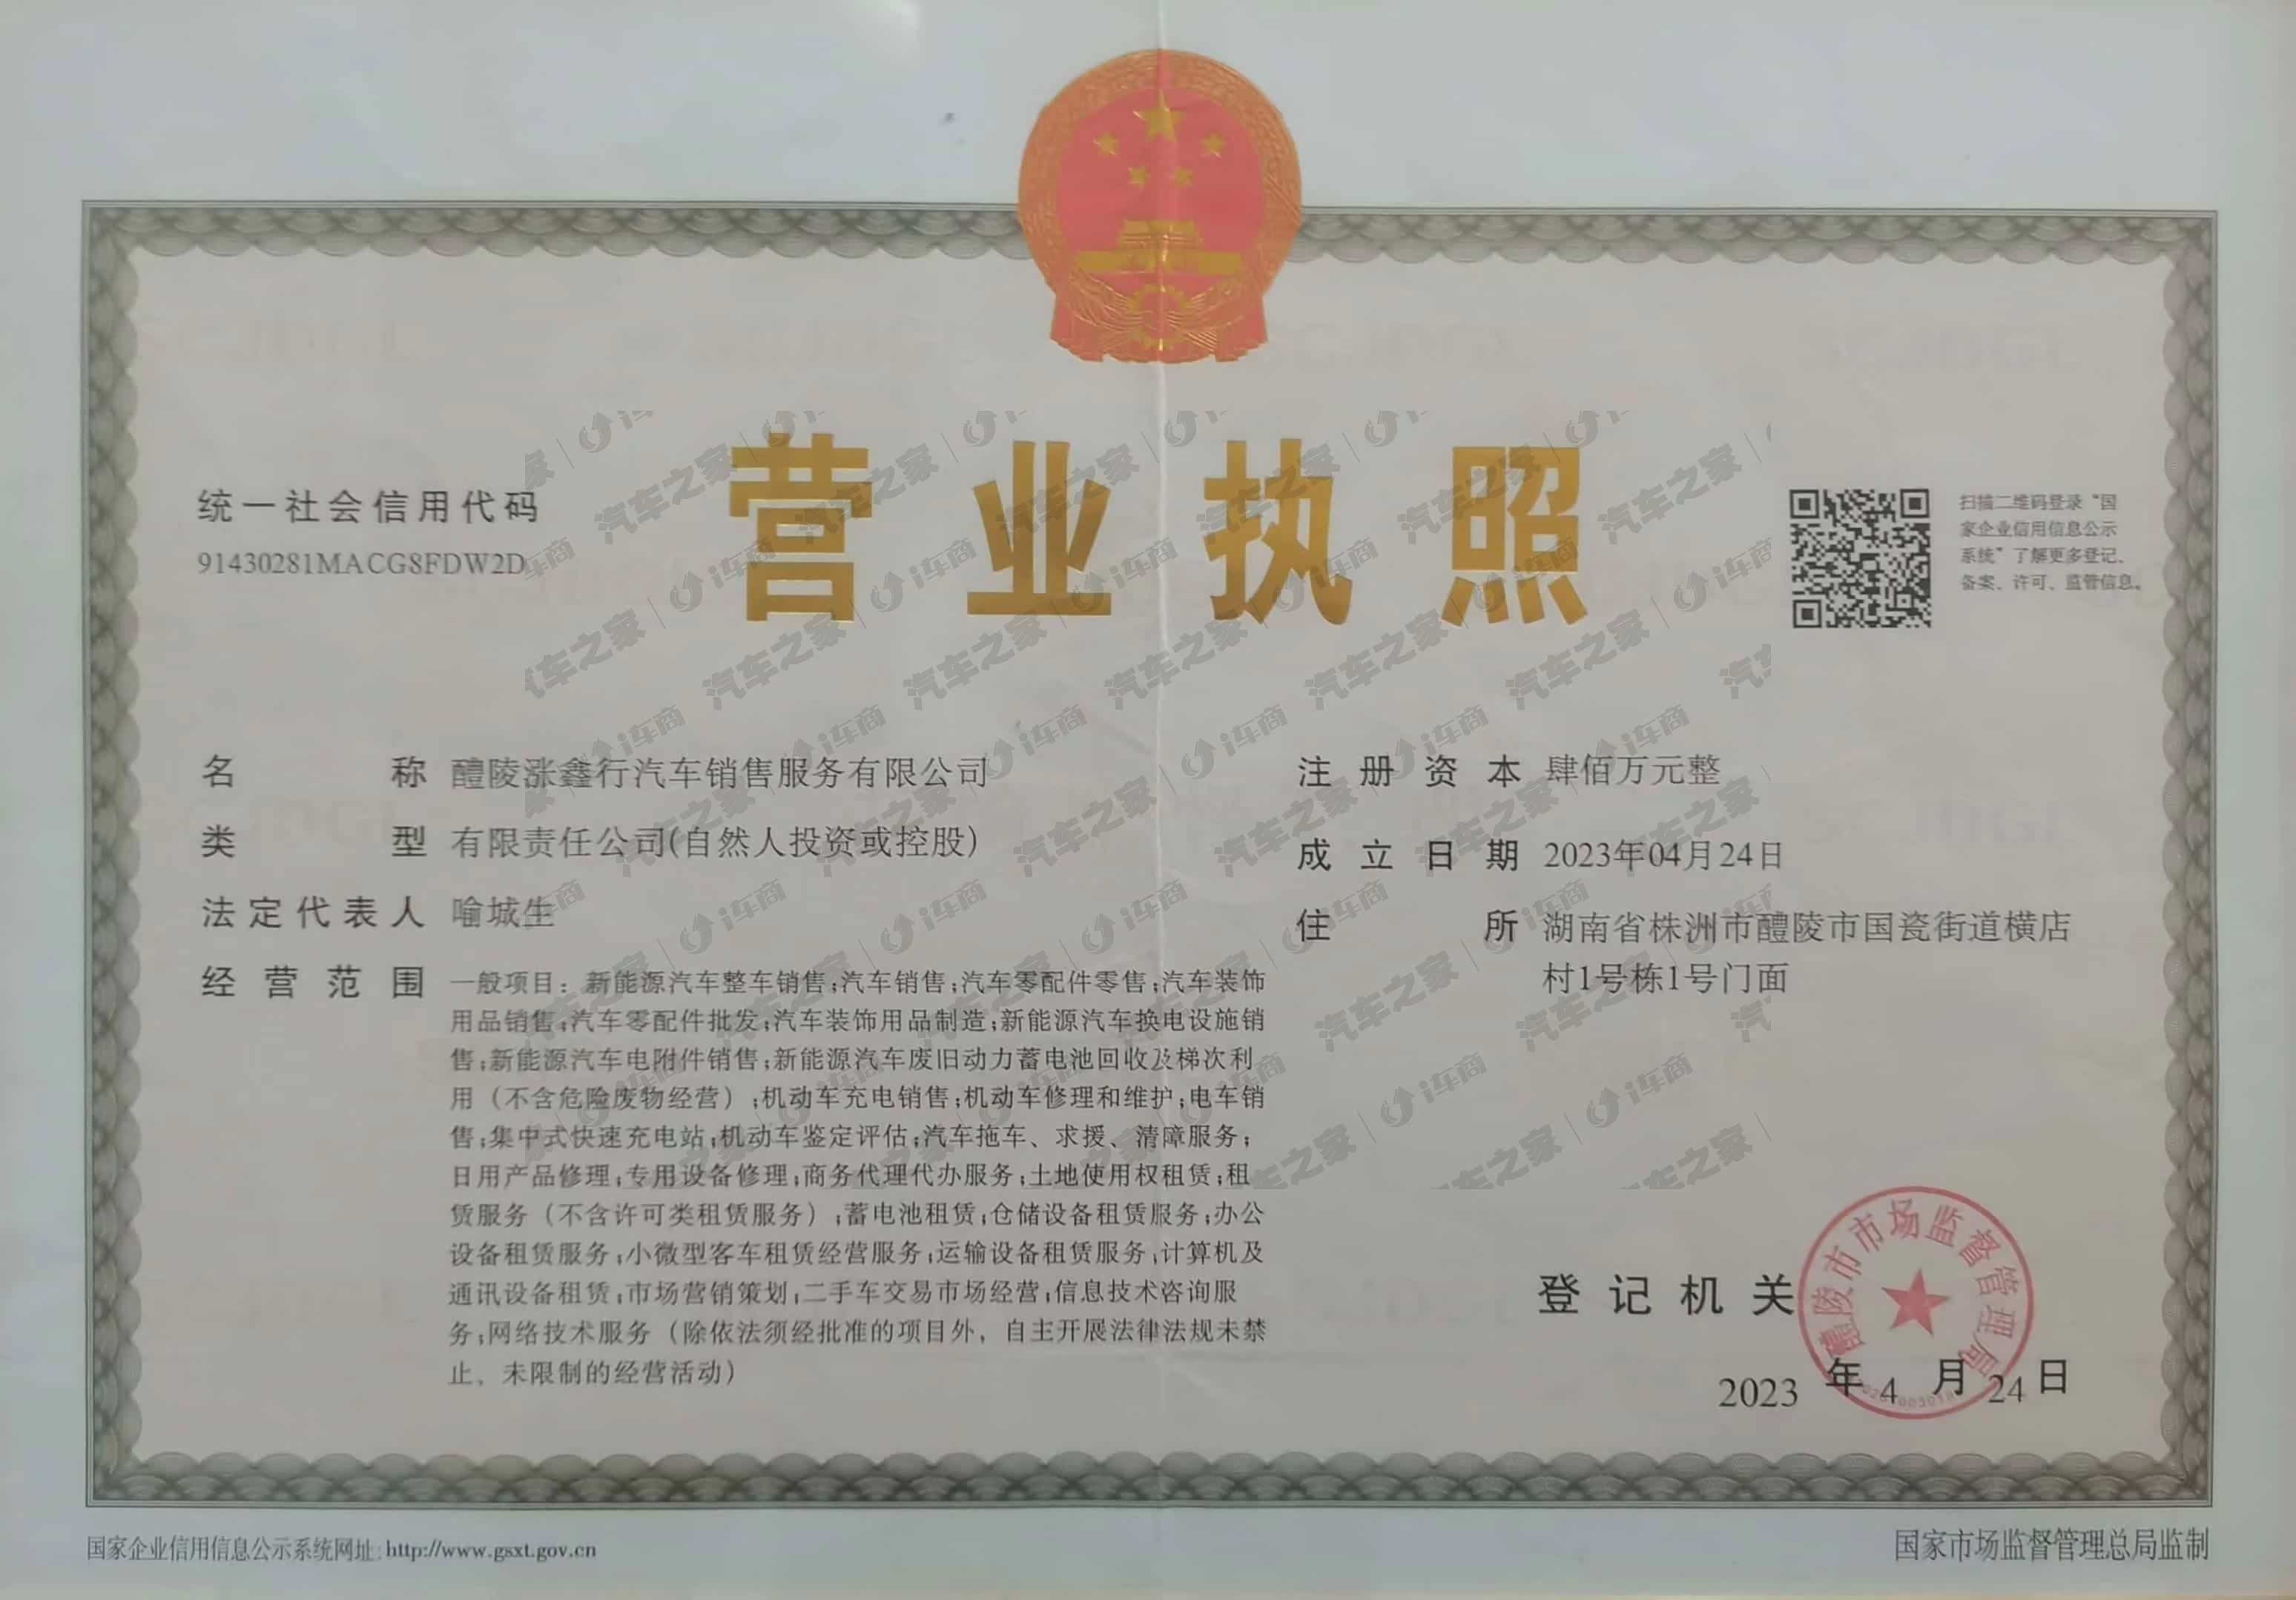 营业执照
统一社会信用代码
91430281MACG8FDW2D
扫描二维码登录“国
家企业信用信息公示
系统”了解更多登记、
备案、许可、监管信息。
名称 醴陵涨鑫行汽车销售服务有限公司
类型 有限责任公司(自然人投资或控股)
法定代表人 喻城生
经营范围 一般项目：新能源汽车整车销售;汽车销售;汽车零配件零售;汽车装饰
用品销售;汽车零配件批发;汽车装饰用品制造;新能源汽车换电设施销
售;新能源汽车电附件销售;新能源汽车废旧动力蓄电池回收及梯次利
用（不含危险废物经营）;机动车充电销售;机动车修理和维护;电车销
售;集中式快速充电站;机动车鉴定评估;汽车拖车、求援、清障服务;
日用产品修理;专用设备修理;商务代理代办服务;土地使用权租赁;租
赁服务（不含许可类租赁服务）;蓄电池租赁;仓储设备租赁服务;办公
设备租赁服务;小微型客车租赁经营服务;运输设备租赁服务;计算机及
通讯设备租赁;市场营销策划;二手车交易市场经营;信息技术咨询服
务;网络技术服务（除依法须经批准的项目外，自主开展法律法规未禁
止、未限制的经营活动）
注册资本 肆佰万元整
成立日期 2023年04月24日
住所 湖南省株洲市醴陵市国瓷街道横店
村1号栋1号门面
登记机关
醴陵市市场监督管理局
2023 年 4 月 24 日
国家企业信用信息公示系统网址:http://www.gsxt.gov.cn
国家市场监督管理总局监制
汽车之家 i车商